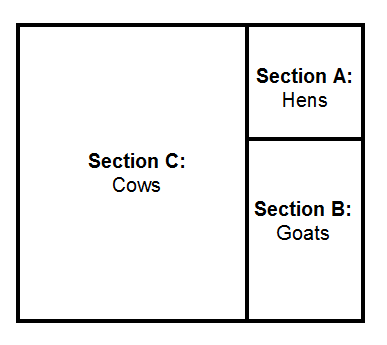 Section A:
Hens
Section C:
Cows
Section B:
Goats